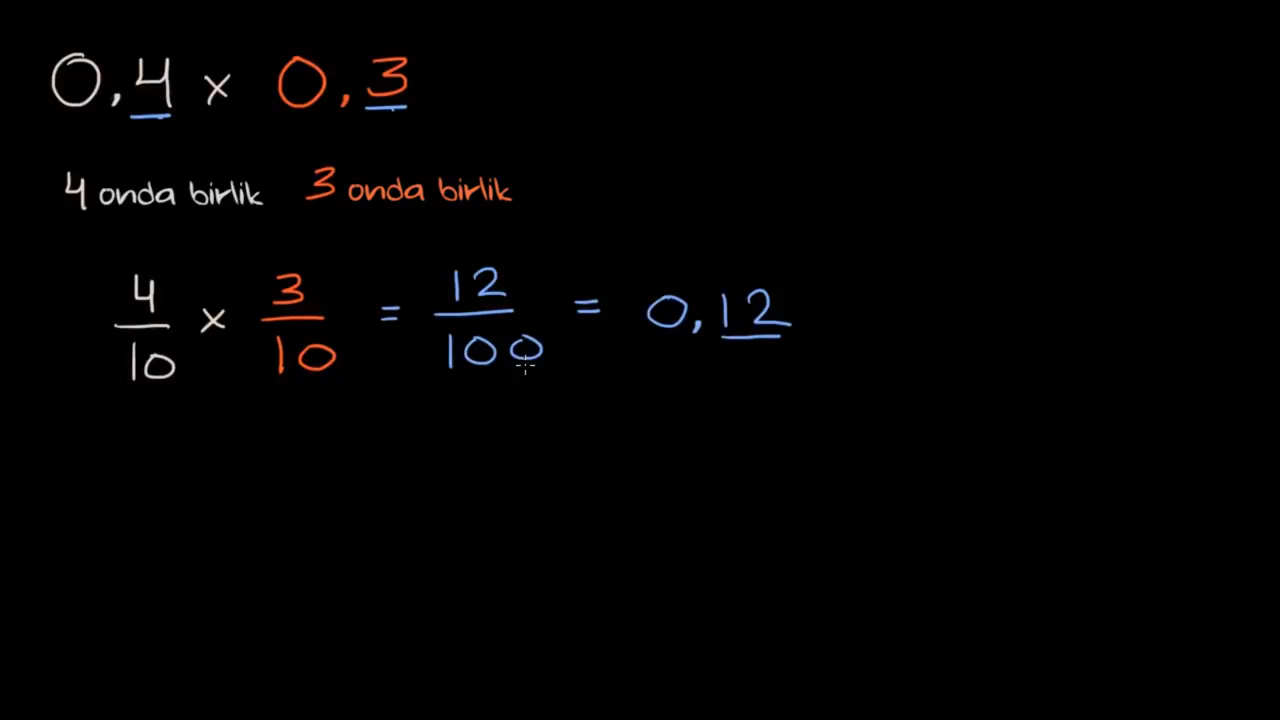 0,4 x 0,3
4 onda birlik 3 onda birlik
4/10 x 3/10 = 12/100 = 0,12